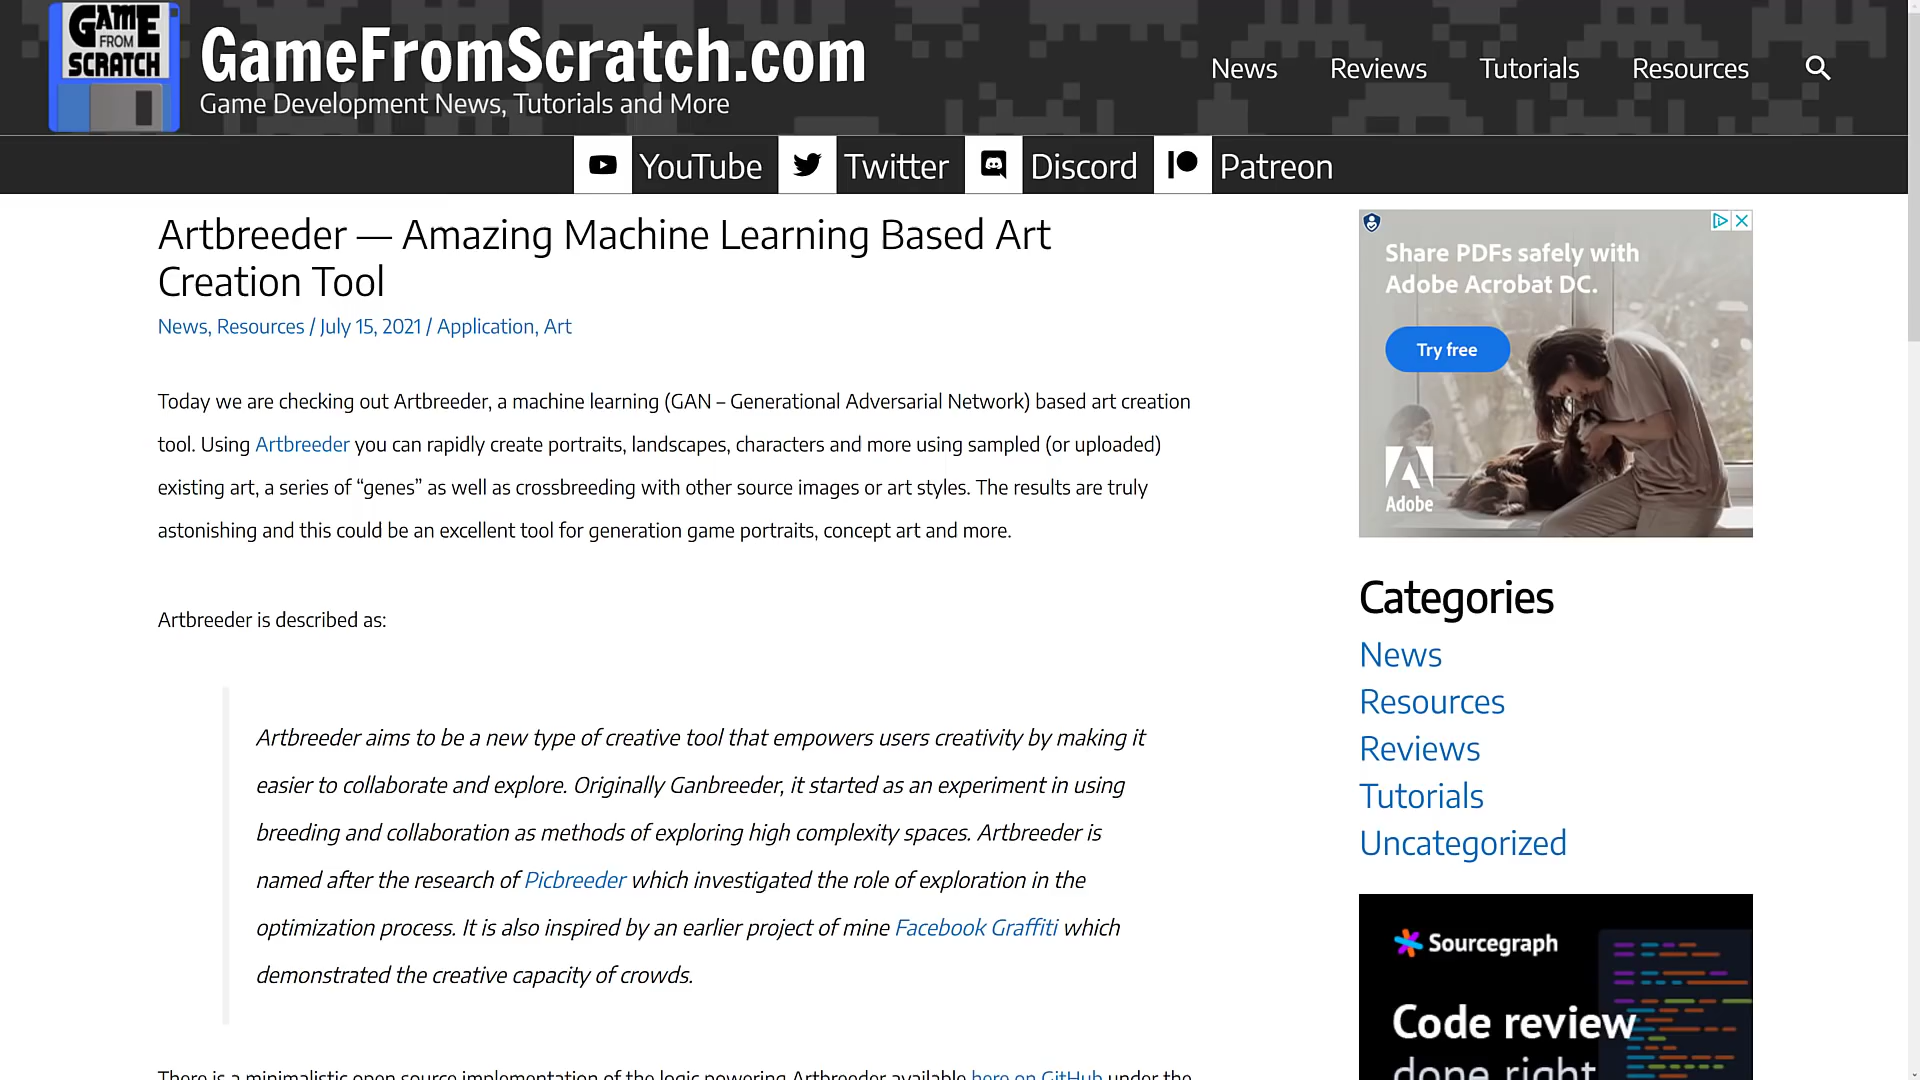 GAME
FROM
SCRATCH
GameFromScratch.com
Game Development News, Tutorials and More
News Reviews Tutorials Resources
YouTube Twitter Discord Patreon
Artbreeder — Amazing Machine Learning Based Art
Creation Tool
News, Resources / July 15, 2021 / Application, Art
Today we are checking out Artbreeder, a machine learning (GAN – Generational Adversarial Network) based art creation
tool. Using Artbreeder you can rapidly create portraits, landscapes, characters and more using sampled (or uploaded)
existing art, a series of “genes” as well as crossbreeding with other source images or art styles. The results are truly
astonishing and this could be an excellent tool for generation game portraits, concept art and more.
Artbreeder is described as:
Artbreeder aims to be a new type of creative tool that empowers users creativity by making it
easier to collaborate and explore. Originally Ganbreeder, it started as an experiment in using
breeding and collaboration as methods of exploring high complexity spaces. Artbreeder is
named after the research of Picbreeder which investigated the role of exploration in the
optimization process. It is also inspired by an earlier project of mine Facebook Graffiti which
demonstrated the creative capacity of crowds.
There is a minimalistic open source implementation of the logic powering Artbreeder available here on GitHub under the
Share PDFs safely with
Adobe Acrobat DC.
Try free
Adobe
Categories
News
Resources
Reviews
Tutorials
Uncategorized
Sourcegraph
Code review
done right